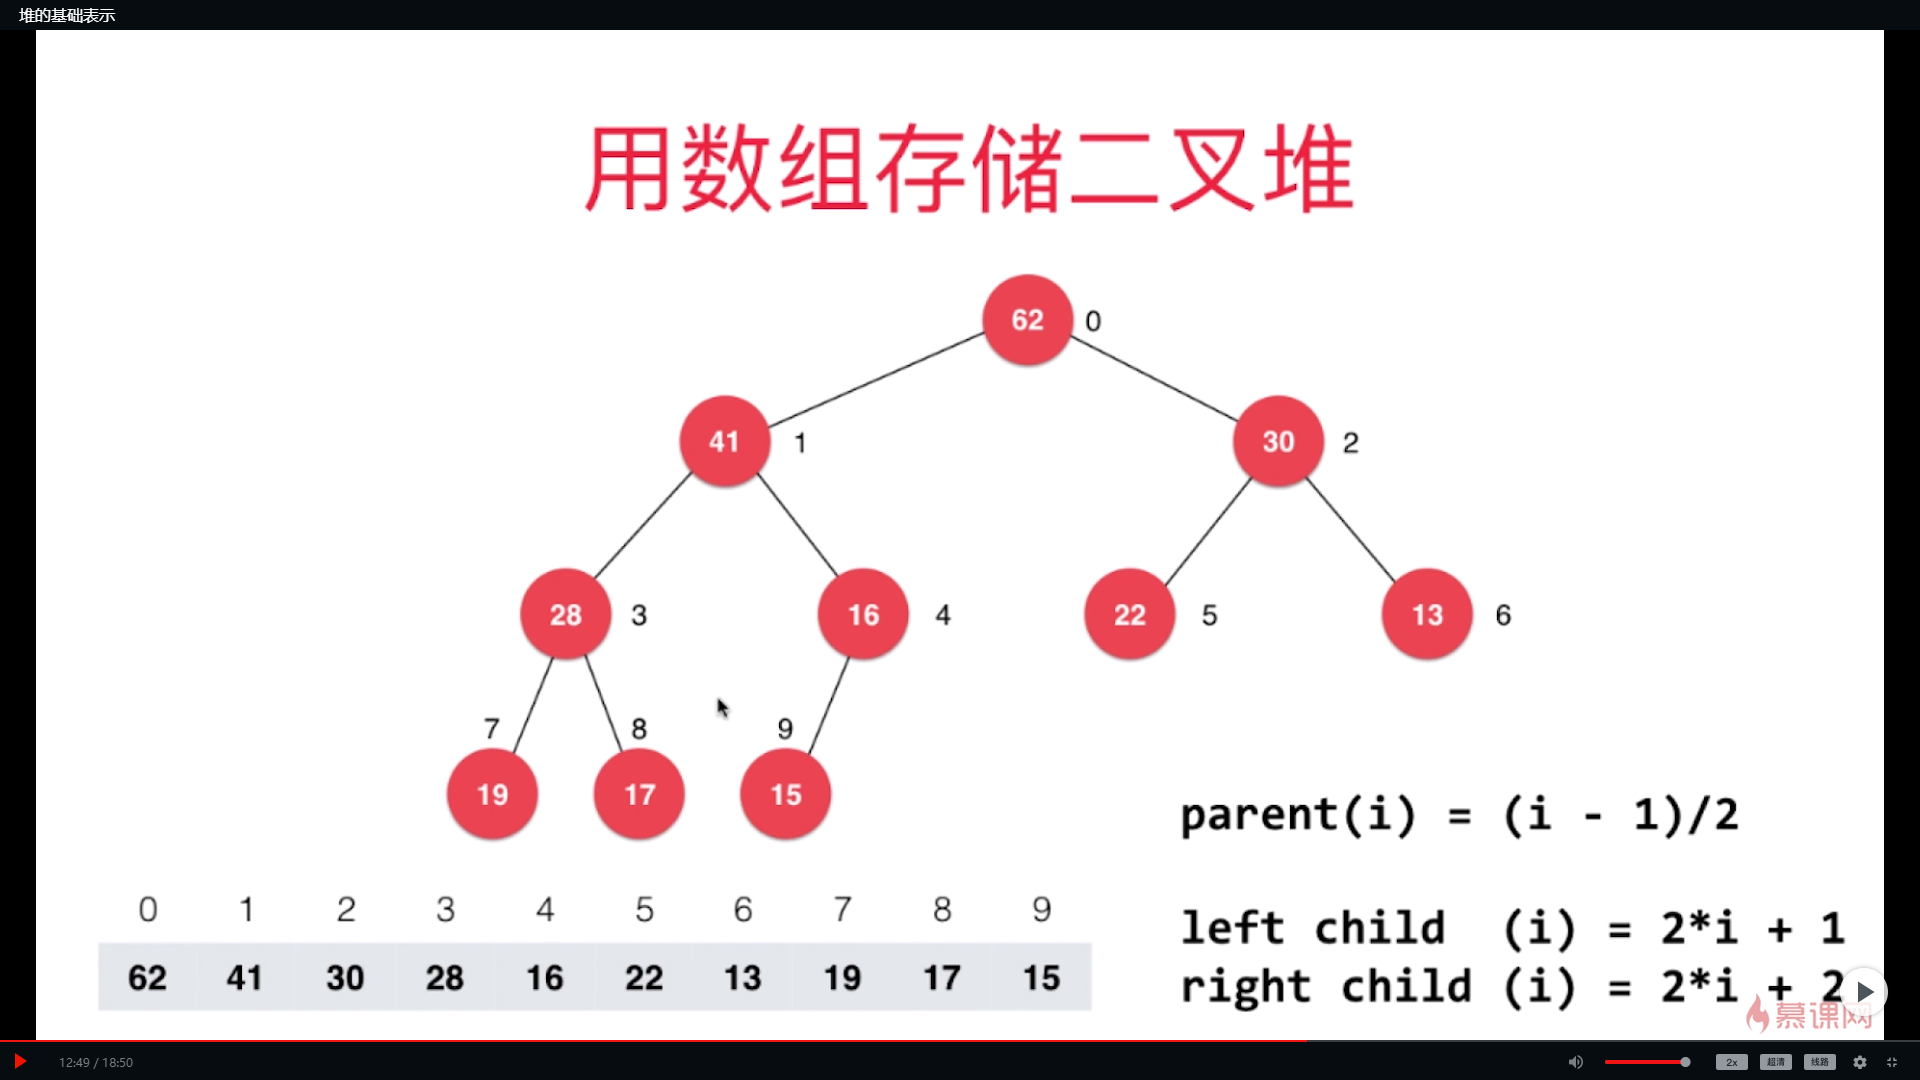 堆的基础表示
用数组存储二叉堆
62 0
41 1 30 2
28 3 16 4 22 5 13 6
7 8 9
19 17 15
parent(i) = (i - 1)/2
0 1 2 3 4 5 6 7 8 9
left child (i) = 2*i + 1
62 41 30 28 16 22 13 19 17 15
right child (i) = 2*i + 2
慕课网
12:49 / 18:50 2x 超清 线路